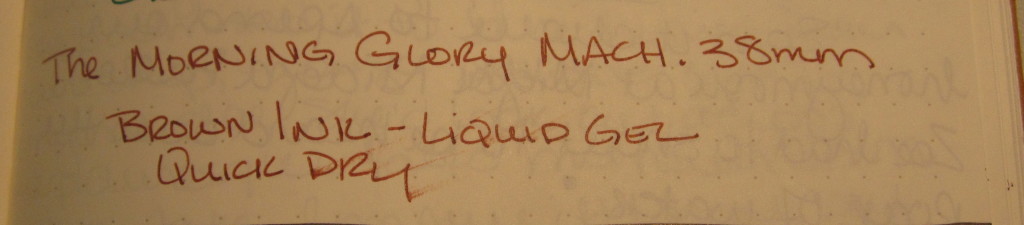 The MORNING GLORY MACH .38mm
BROWN INK - LIQUID GEL
QUICK DRY